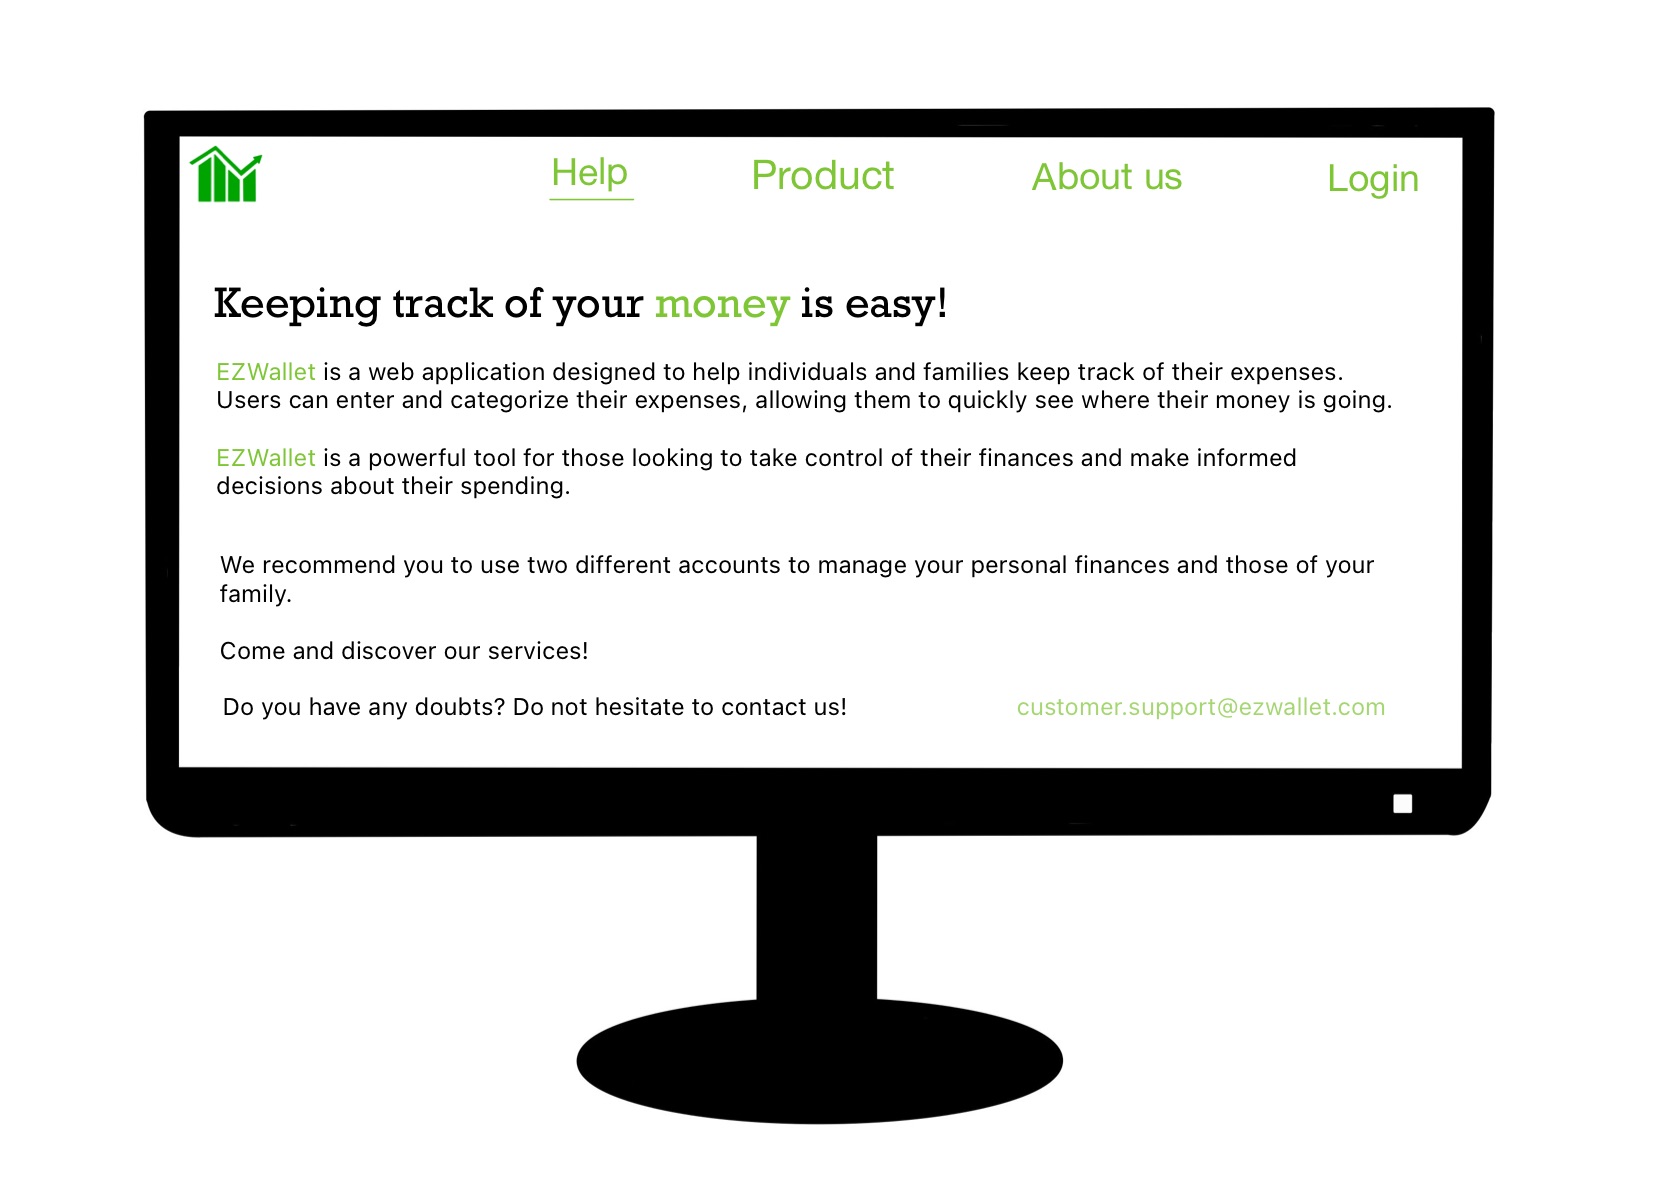 Help Product About us Login
Keeping track of your money is easy!
EZWallet is a web application designed to help individuals and families keep track of their expenses.
Users can enter and categorize their expenses, allowing them to quickly see where their money is going.
EZWallet is a powerful tool for those looking to take control of their finances and make informed
decisions about their spending.
We recommend you to use two different accounts to manage your personal finances and those of your
family.
Come and discover our services!
Do you have any doubts? Do not hesitate to contact us! customer.support@ezwallet.com